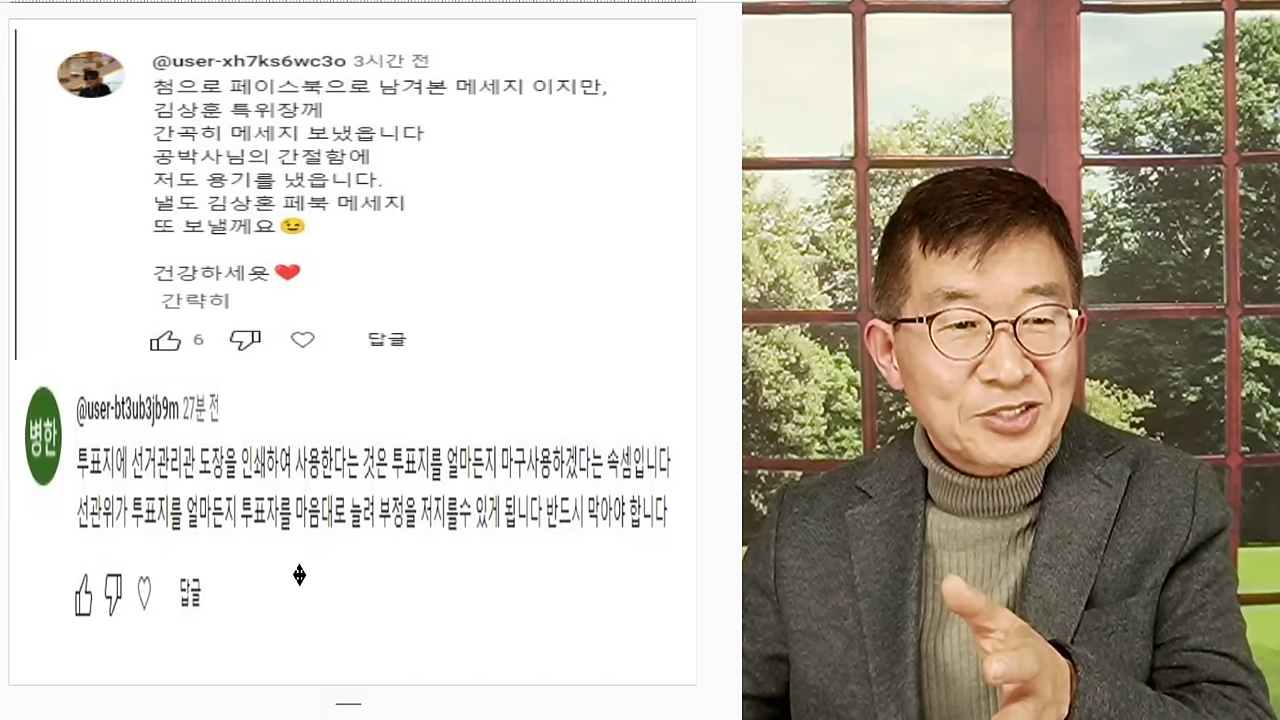 @user-xh7ks6wc3o 3시간 전
첨으로 페이스북으로 남겨본 메세지 이지만,
김상훈 특위장께
간곡히 메세지 보냈읍니다
공박사님의 간절함에
저도 용기를 냈읍니다.
낼도 김상훈 페북 메세지
또 보낼께요😉
건강하세욧❤️
간략히
6 답글
병한
@user-bt3ub3jb9m 27분 전
투표지에 선거관리관 도장을 인쇄하여 사용한다는 것은 투표지를 얼마든지 마구사용하겠다는 속셈입니다
선관위가 투표지를 얼마든지 투표자를 마음대로 늘려 부정을 저지를수 있게 됩니다 반드시 막아야 합니다
답글